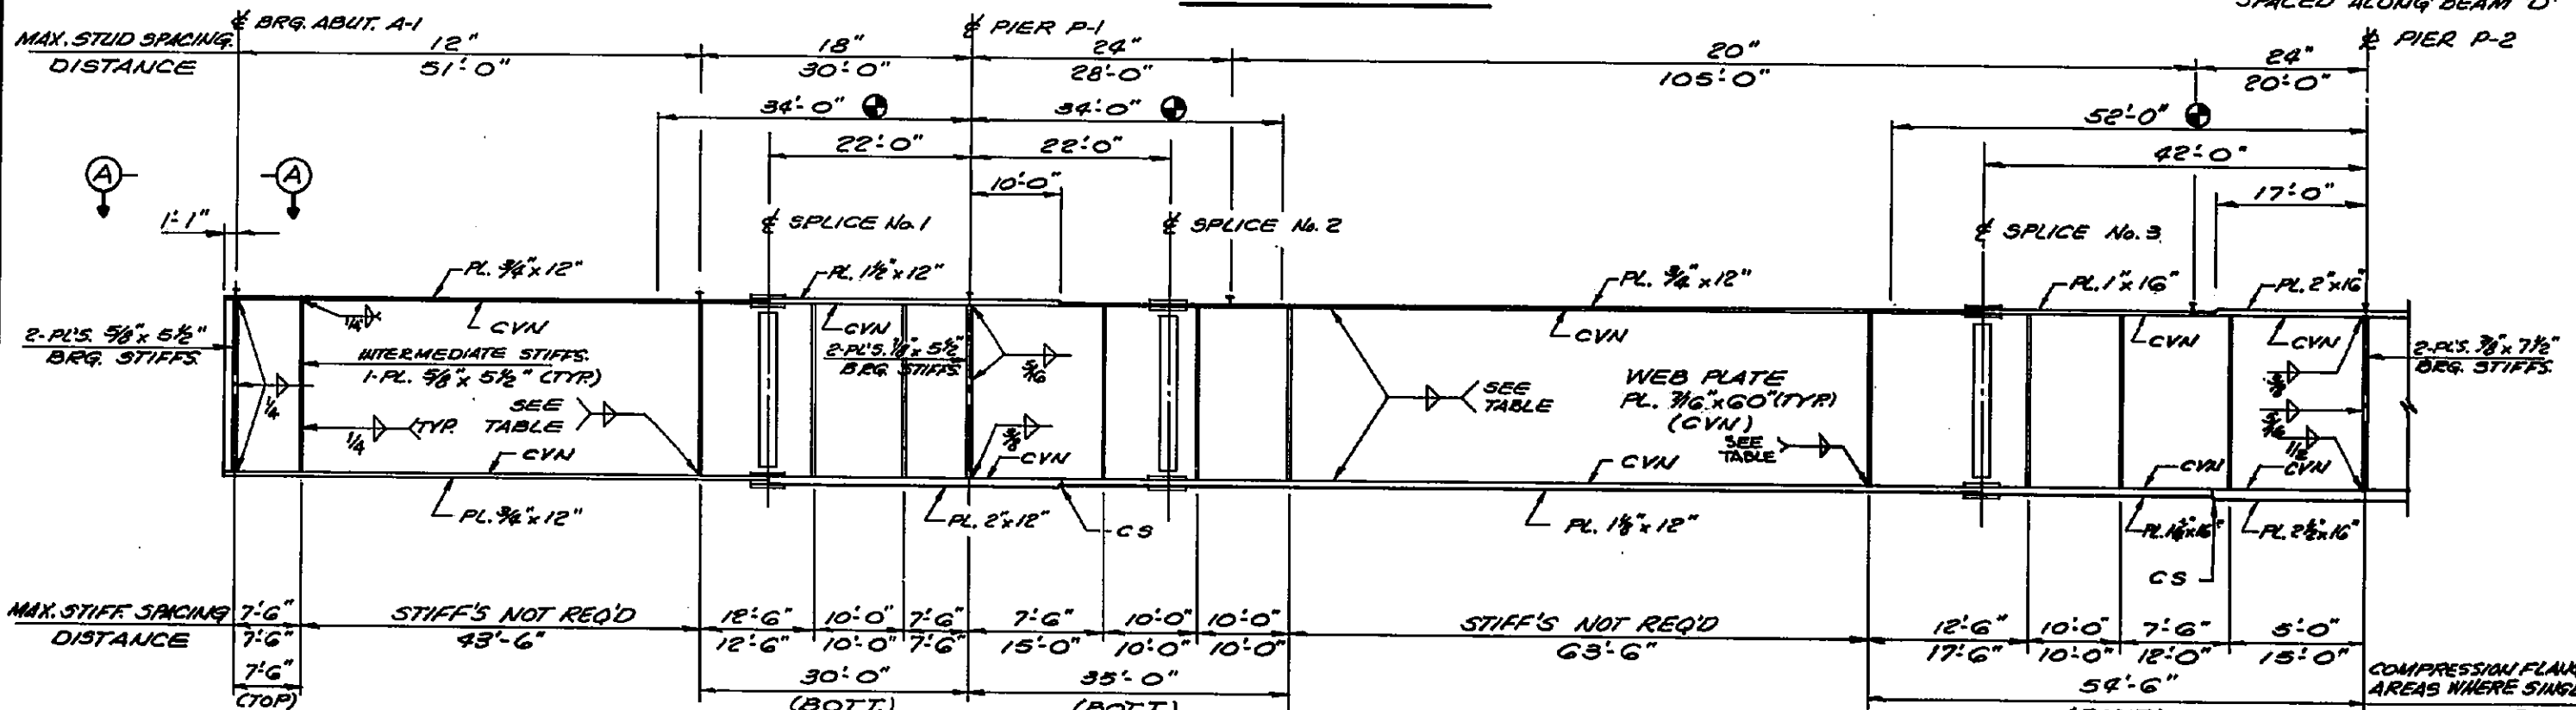 SPACED ALONG BEAM D
℄ BRG. ABUT. A-1
℄ PIER P-1
℄ PIER P-2
MAX. STUD SPACING
DISTANCE
12"
51'-0"
18"
30'-0"
24"
28'-0"
20"
105'-0"
24"
20'-0"
34'-0"
34'-0"
52'-0"
22'-0"
22'-0"
42'-0"
A
A
10'-0"
17'-0"
1'-1"
℄ SPLICE No. 1
℄ SPLICE No. 2
℄ SPLICE No. 3
PL. 3/4" x 12"
PL. 1 1/2" x 12"
PL. 3/4" x 12"
PL. 1" x 16"
PL. 2" x 16"
1/4
CVN
CVN
CVN
CVN
CVN
2-PL'S. 5/8" x 5 1/2"
BRG. STIFFS.
INTERMEDIATE STIFFS.
1-PL. 5/8" x 5 1/2" (TYP.)
BRG. STIFFS.
5/16
SEE
TABLE
WEB PLATE
PL. 7/16" x 60" (TYP.)
(CVN)
2-PL'S. 7/8" x 7 1/2"
BRG. STIFFS.
1/4
SEE
TABLE
1/4
(TYP.
3/8
SEE
TABLE
5/16
1/2
CVN
CVN
CVN
CVN
CVN
PL. 3/4" x 12"
PL. 2" x 12"
CS
PL. 1 1/8" x 12"
PL. 2 1/2" x 16"
CS
MAX. STIFF. SPACING
DISTANCE
7'-6"
7'-6"
STIFF'S NOT REQ'D
43'-6"
12'-6"
12'-6"
10'-0"
10'-0"
7'-6"
7'-6"
7'-6"
15'-0"
10'-0"
10'-0"
10'-0"
10'-0"
STIFF'S NOT REQ'D
63'-6"
12'-6"
17'-6"
10'-0"
10'-0"
7'-6"
12'-0"
5'-0"
15'-0"
7'-6"
(TOP)
30'-0"
(BOTT.)
35'-0"
(BOTT.)
54'-6"
COMPRESSION FLANG
AREAS WHERE SINGLE